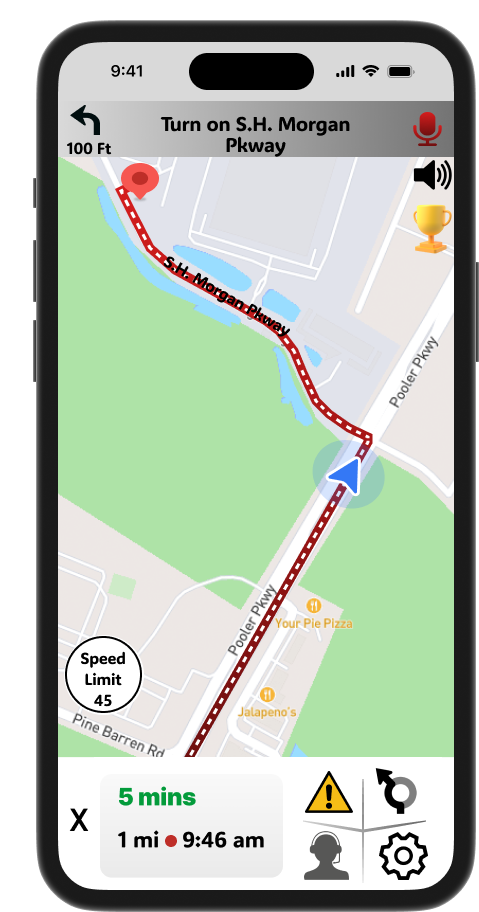 9:41
Turn on S.H. Morgan
Pkway
100 Ft
S.H. Morgan Pkway
Pooler Pkwy
Pooler Pkwy
Your Pie Pizza
Speed
Limit
45
Jalapeno's
Pine Barren Rd
5 mins
X
1 mi 9:46 am